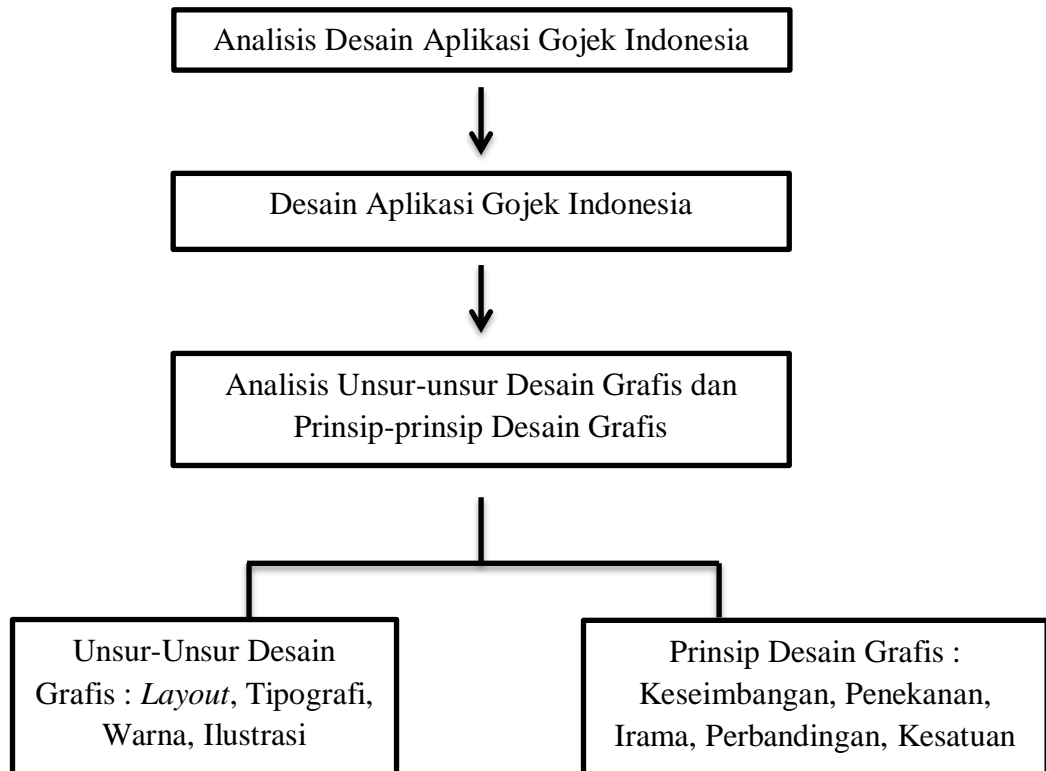 Analisis Desain Aplikasi Gojek Indonesia
Desain Aplikasi Gojek Indonesia
Analisis Unsur-unsur Desain Grafis dan
Prinsip-prinsip Desain Grafis
Unsur-Unsur Desain
Grafis : Layout, Tipografi,
Warna, Ilustrasi
Prinsip Desain Grafis :
Keseimbangan, Penekanan,
Irama, Perbandingan, Kesatuan